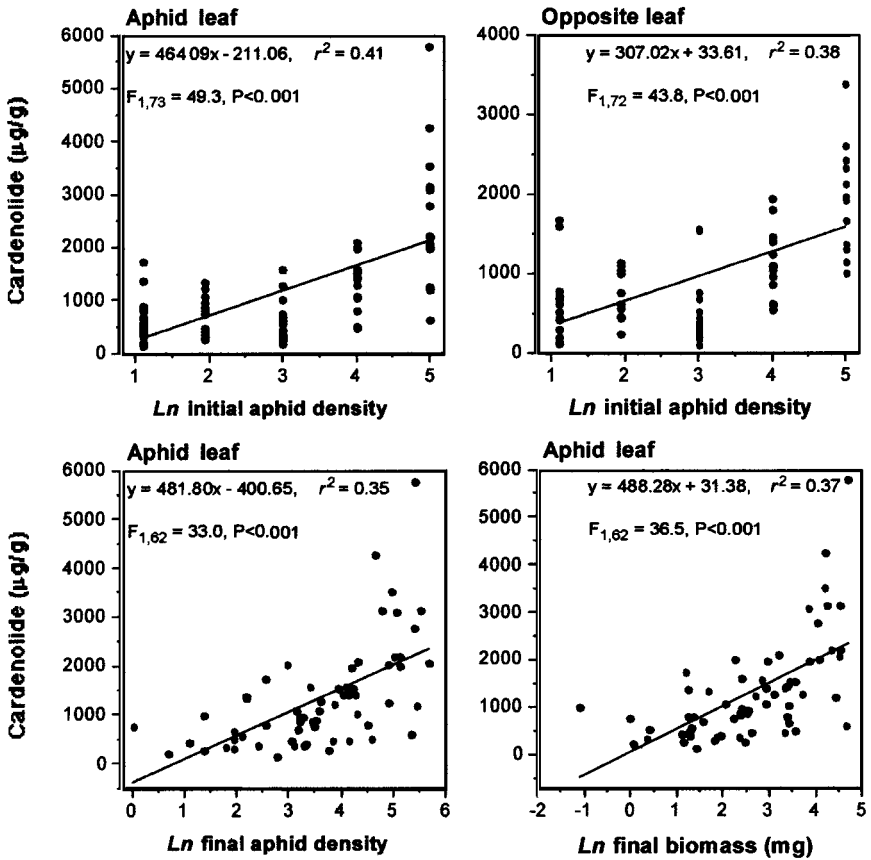 Aphid leaf
y = 464 09x - 211.06, r² = 0.41
F1,73 = 49.3, P<0.001
Cardenolide (µg/g)
6000
5000
4000
3000
2000
1000
0
1 2 3 4 5
Ln initial aphid density
Opposite leaf
y = 307.02x + 33.61, r² = 0.38
F1,72 = 43.8, P<0.001
4000
3000
2000
1000
0
1 2 3 4 5
Ln initial aphid density
Aphid leaf
y = 481.80x - 400.65, r² = 0.35
F1,62 = 33.0, P<0.001
Cardenolide (µg/g)
6000
5000
4000
3000
2000
1000
0
0 1 2 3 4 5 6
Ln final aphid density
Aphid leaf
y = 488.28x + 31.38, r² = 0.37
F1,62 = 36.5, P<0.001
6000
5000
4000
3000
2000
1000
0
-2 -1 0 1 2 3 4 5
Ln final biomass (mg)